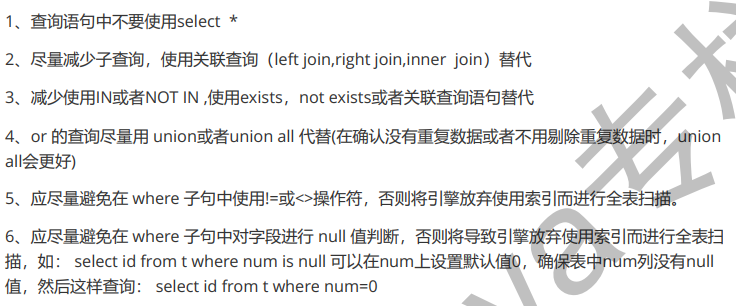 1、查询语句中不要使用select *
2、尽量减少子查询，使用关联查询（left join,right join,inner join）替代
3、减少使用IN或者NOT IN ,使用exists，not exists或者关联查询语句替代
4、or 的查询尽量用 union或者union all 代替(在确认没有重复数据或者不用剔除重复数据时，union
all会更好)
5、应尽量避免在 where 子句中使用!=或<>操作符，否则将引擎放弃使用索引而进行全表扫描。
6、应尽量避免在 where 子句中对字段进行 null 值判断，否则将导致引擎放弃使用索引而进行全表扫
描，如： select id from t where num is null 可以在num上设置默认值0，确保表中num列没有null
值，然后这样查询： select id from t where num=0